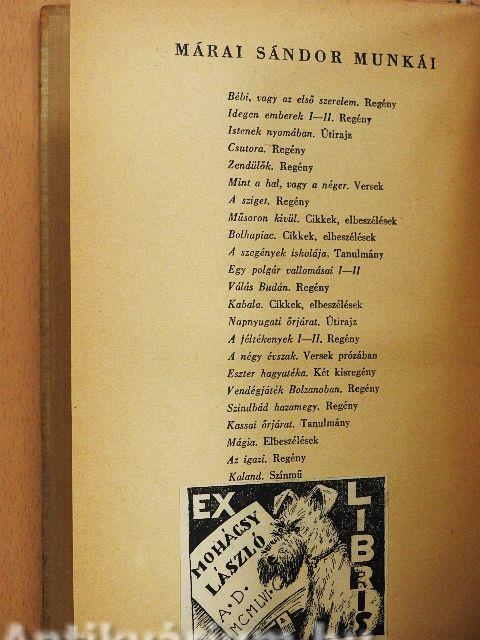 MÁRAI SÁNDOR MUNKÁI
Bébi, vagy az első szerelem. Regény
Idegen emberek I—II. Regény
Istenek nyomában. Útirajz
Csutora. Regény
Zendülők. Regény
Mint a hal, vagy a néger. Versek
A sziget. Regény
Műsoron kívül. Cikkek, elbeszélések
Bolhapiac. Cikkek, elbeszélések
A szegények iskolája. Tanulmány
Egy polgár vallomásai I—II
Válás Budán. Regény
Kabala. Cikkek, elbeszélések
Napnyugati őrjárat. Útirajz
A féltékenyek I—II. Regény
A négy évszak. Versek prózában
Eszter hagyatéka. Két kisregény
Vendégjáték Bolzanoban. Regény
Szindbád hazamegy. Regény
Kassai őrjárat. Tanulmány
Mágia. Elbeszélések
Az igazi. Regény
Kaland. Színmű
EX
LIBRIS
MOHÁCSY
LÁSZLÓ
A. D.